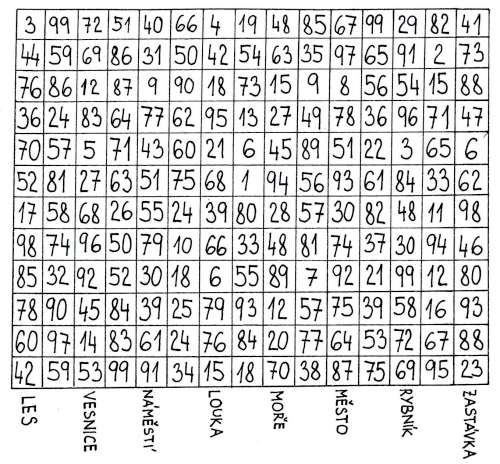 3 99 72 51 40 66 4 19 48 85 67 99 29 82 41
44 59 69 86 31 50 42 54 63 35 97 65 91 2 73
76 86 12 87 9 90 18 73 15 9 8 56 54 15 88
36 24 83 64 77 62 95 13 27 49 78 36 96 71 47
70 57 5 71 43 60 21 6 45 89 51 22 3 65 6
52 81 27 63 51 75 68 1 94 56 93 61 84 33 62
17 58 68 26 55 24 39 80 28 57 30 82 48 11 98
98 74 96 50 79 10 66 33 48 81 74 37 30 94 46
85 32 92 52 30 18 6 55 89 7 92 21 99 12 80
78 90 45 84 39 25 79 93 12 57 75 39 58 16 93
60 97 14 83 61 24 76 84 20 77 64 53 72 67 88
42 59 53 99 91 34 15 18 70 38 87 75 69 95 23
LES
VESNICE
NÁMĚSTÍ
LOUKA
MOŘE
MĚSTO
RYBNÍK
ZASTÁVKA